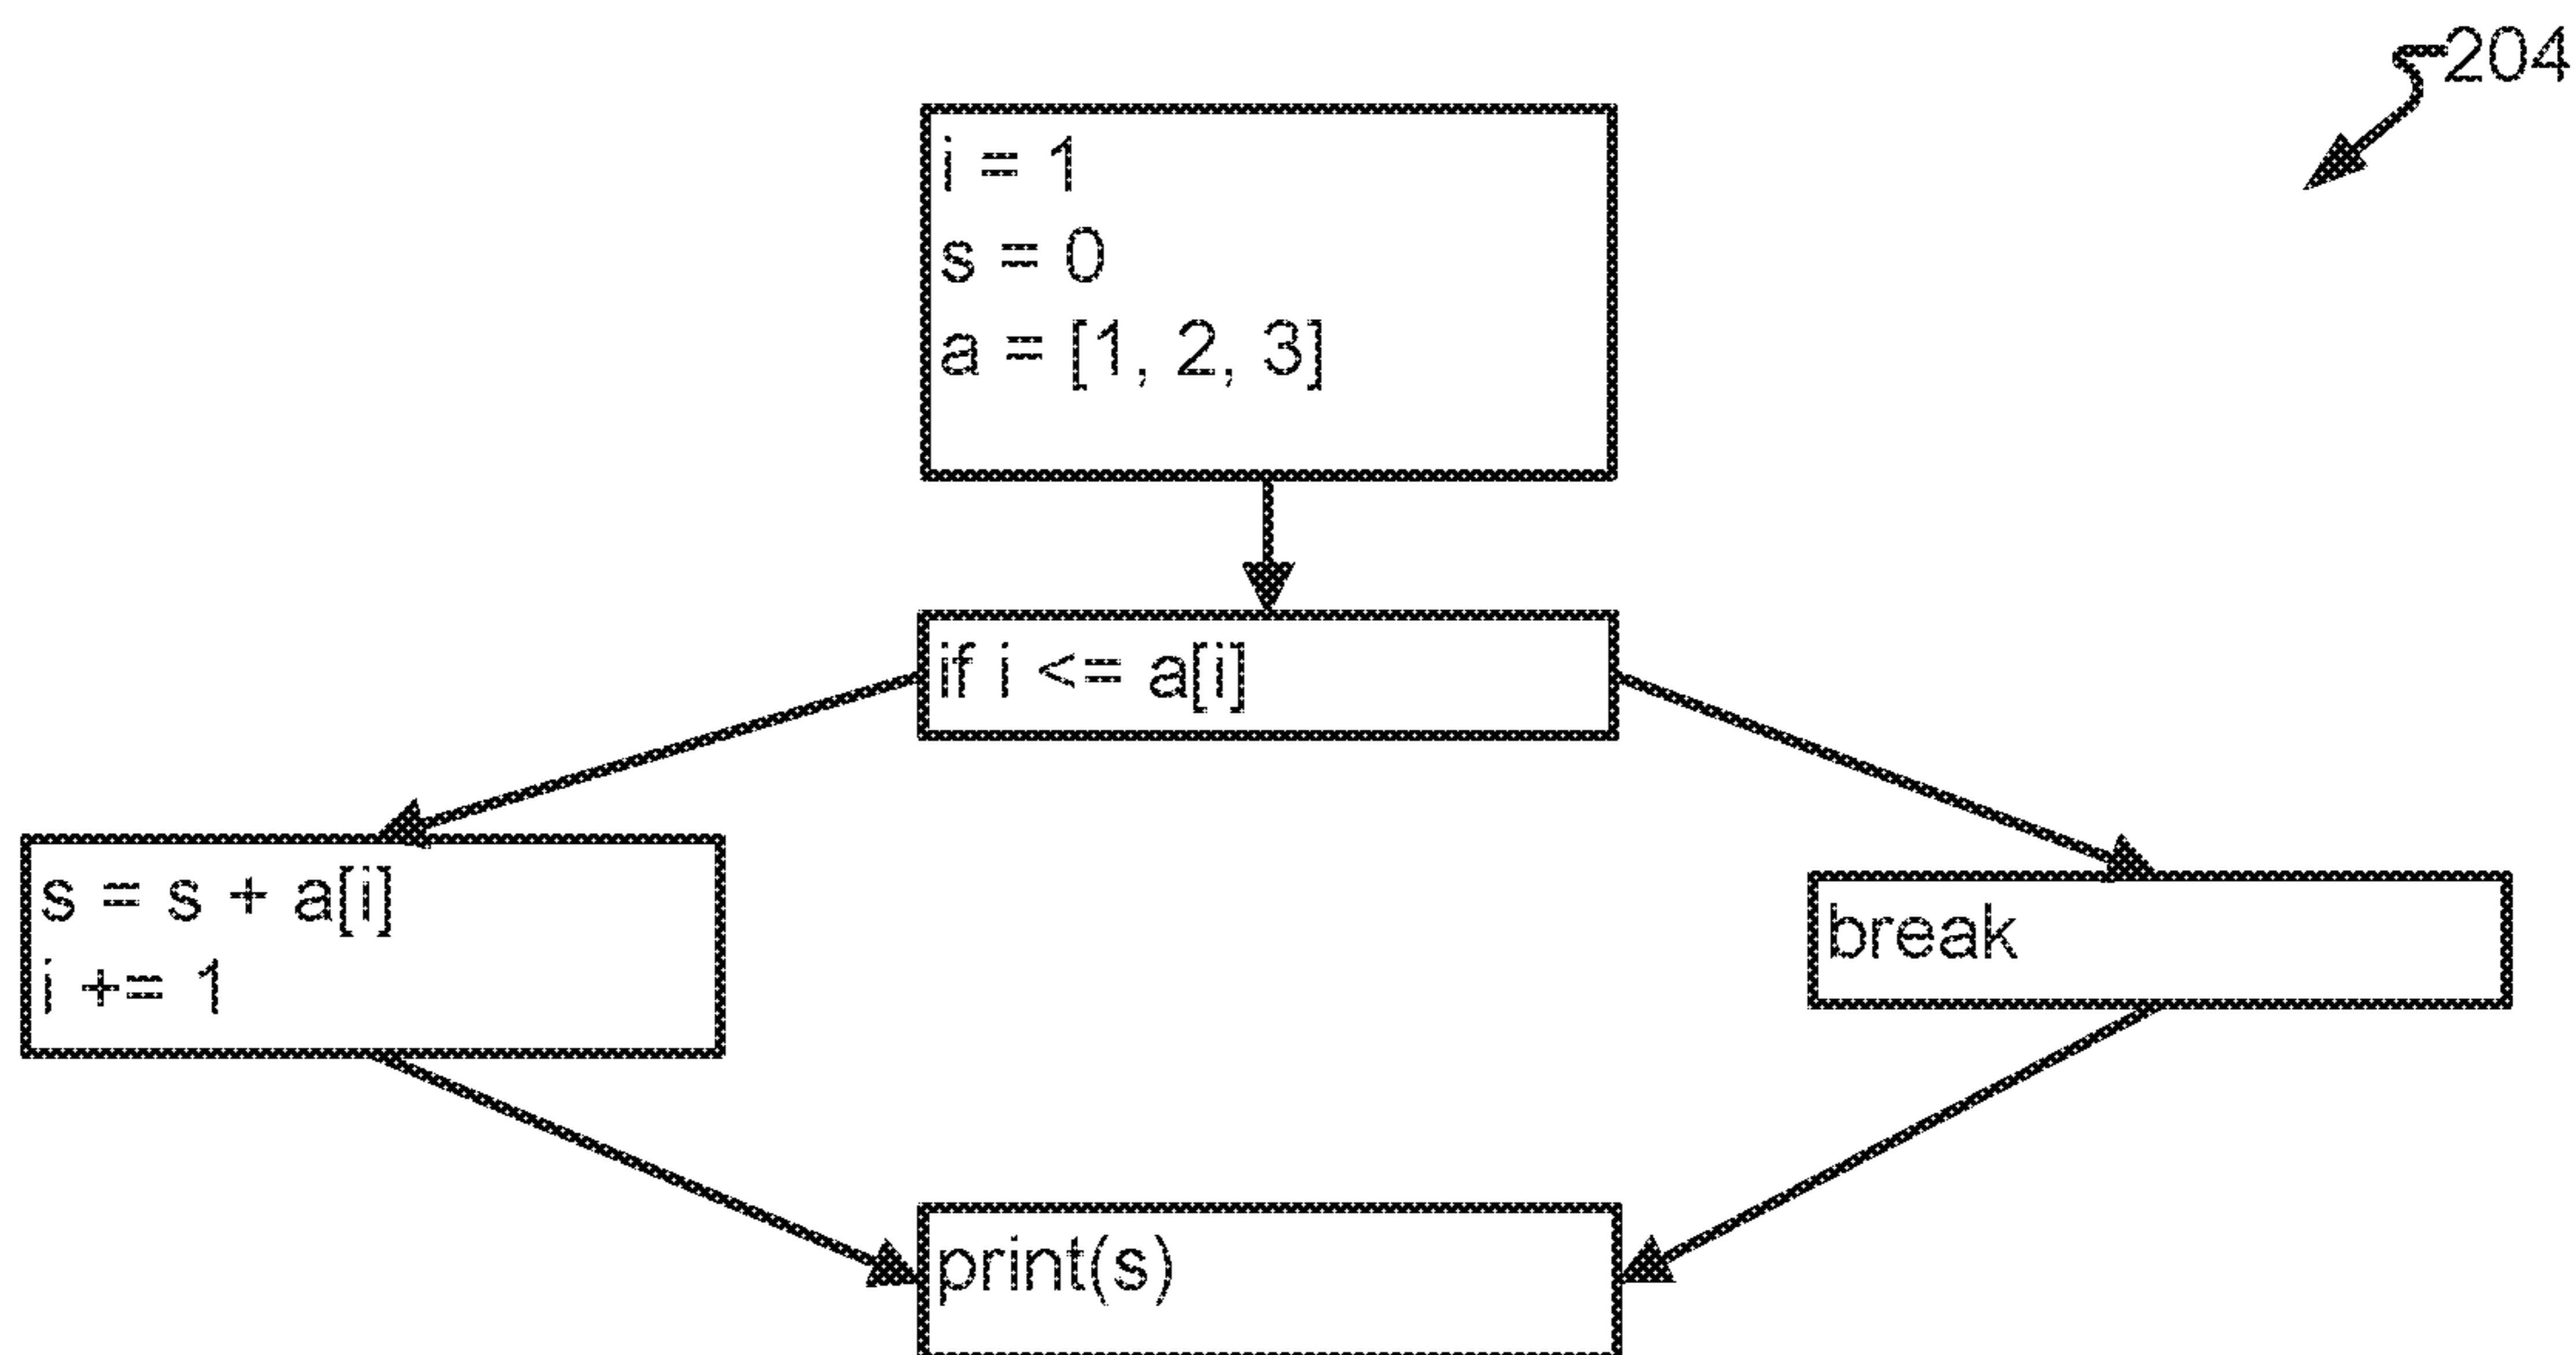 204
i = 1
s = 0
a = [1, 2, 3]
if i <= a[i]
s = s + a[i]
i += 1
break
print(s)